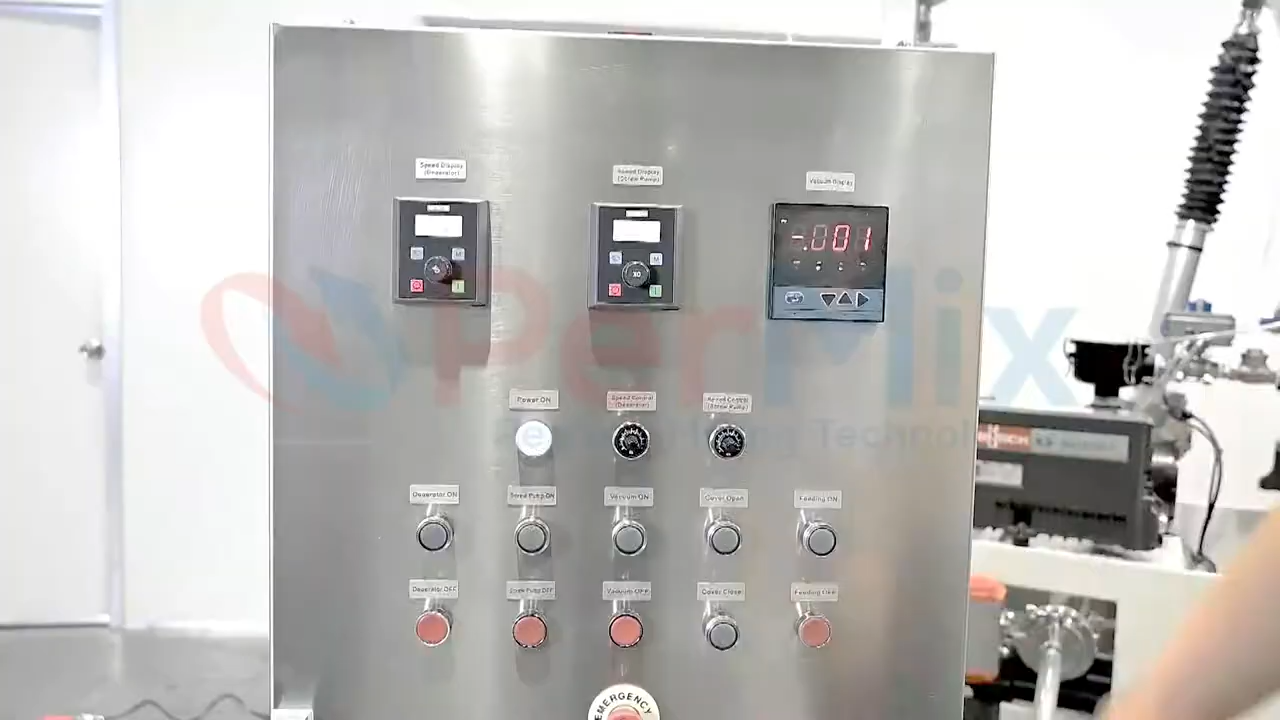 Speed Display
(Deaerator)
Speed Display
(Screw Pump)
Vacuum Display
-.001
PerMix
Power ON
Speed Control
(Deaerator)
Speed Control
(Screw Pump)
Deaerator ON
Screw Pump ON
Vacuum ON
Cover Open
Feeding ON
Deaerator OFF
Screw Pump OFF
Vacuum OFF
Cover Close
Feeding OFF
EMERGENCY